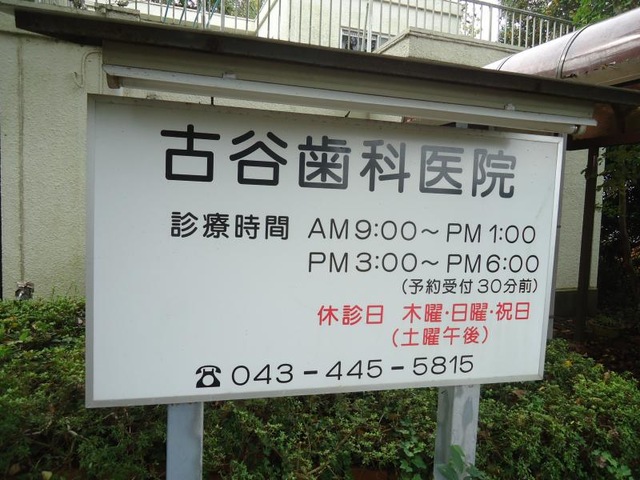 古谷歯科医院
診療時間 AM9:00～PM1:00
PM3:00～PM6:00
(予約受付30分前)
休診日 木曜・日曜・祝日
(土曜午後)
☎043-445-5815